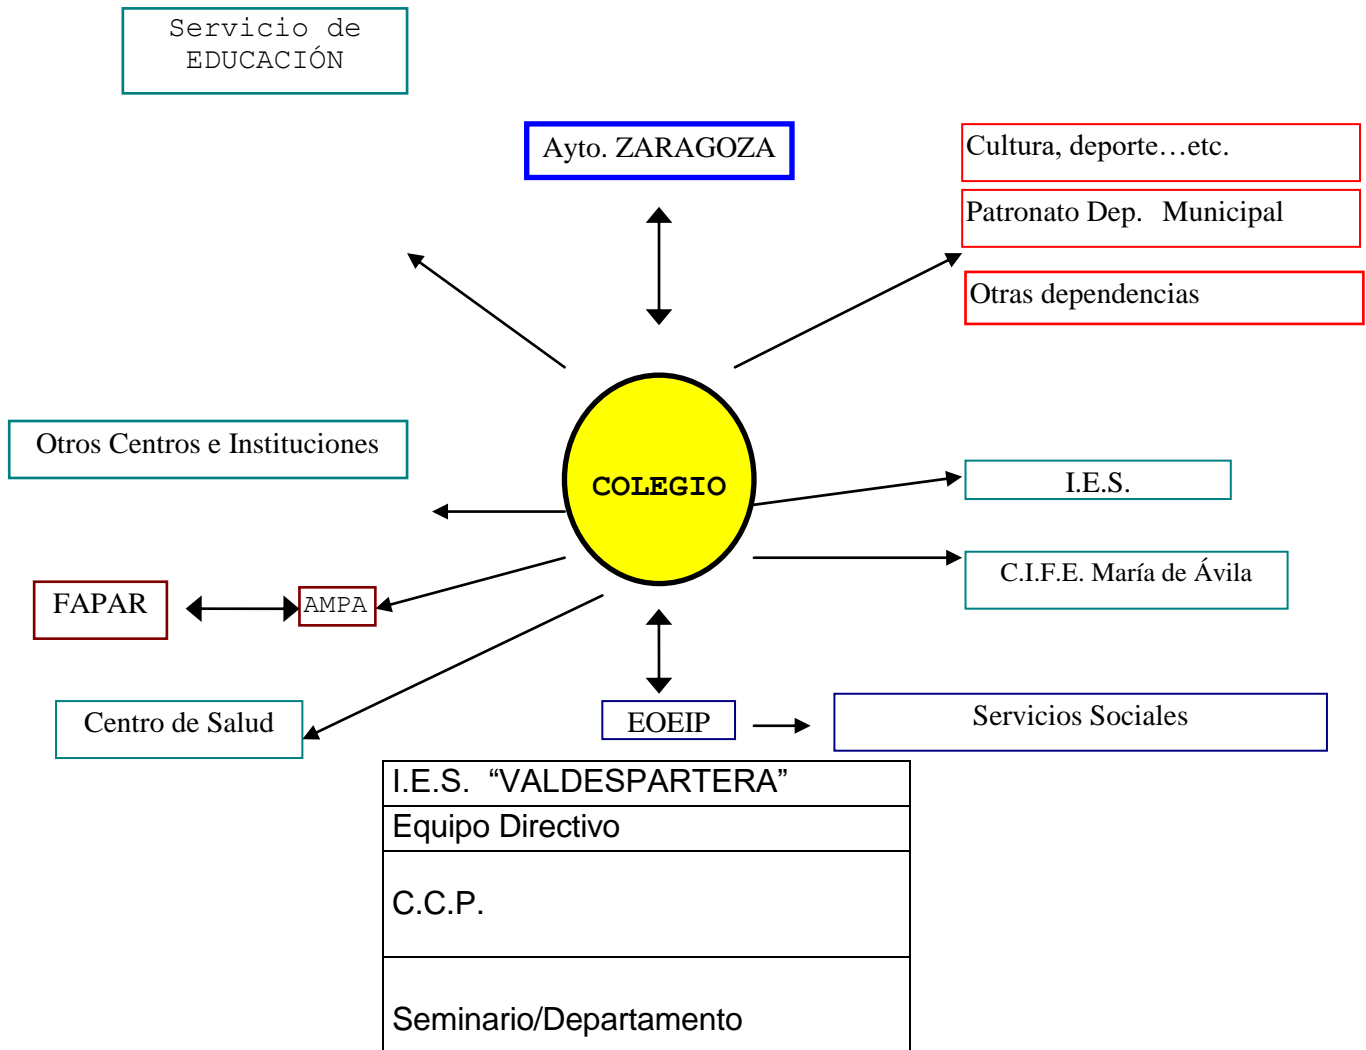 Servicio de
EDUCACIÓN
Ayto. ZARAGOZA
Cultura, deporte…etc.
Patronato Dep. Municipal
Otras dependencias
Otros Centros e Instituciones
COLEGIO
I.E.S.
C.I.F.E. María de Ávila
FAPAR
AMPA
Centro de Salud
EOEIP
Servicios Sociales
I.E.S. “VALDESPARTERA”
Equipo Directivo
C.C.P.
Seminario/Departamento